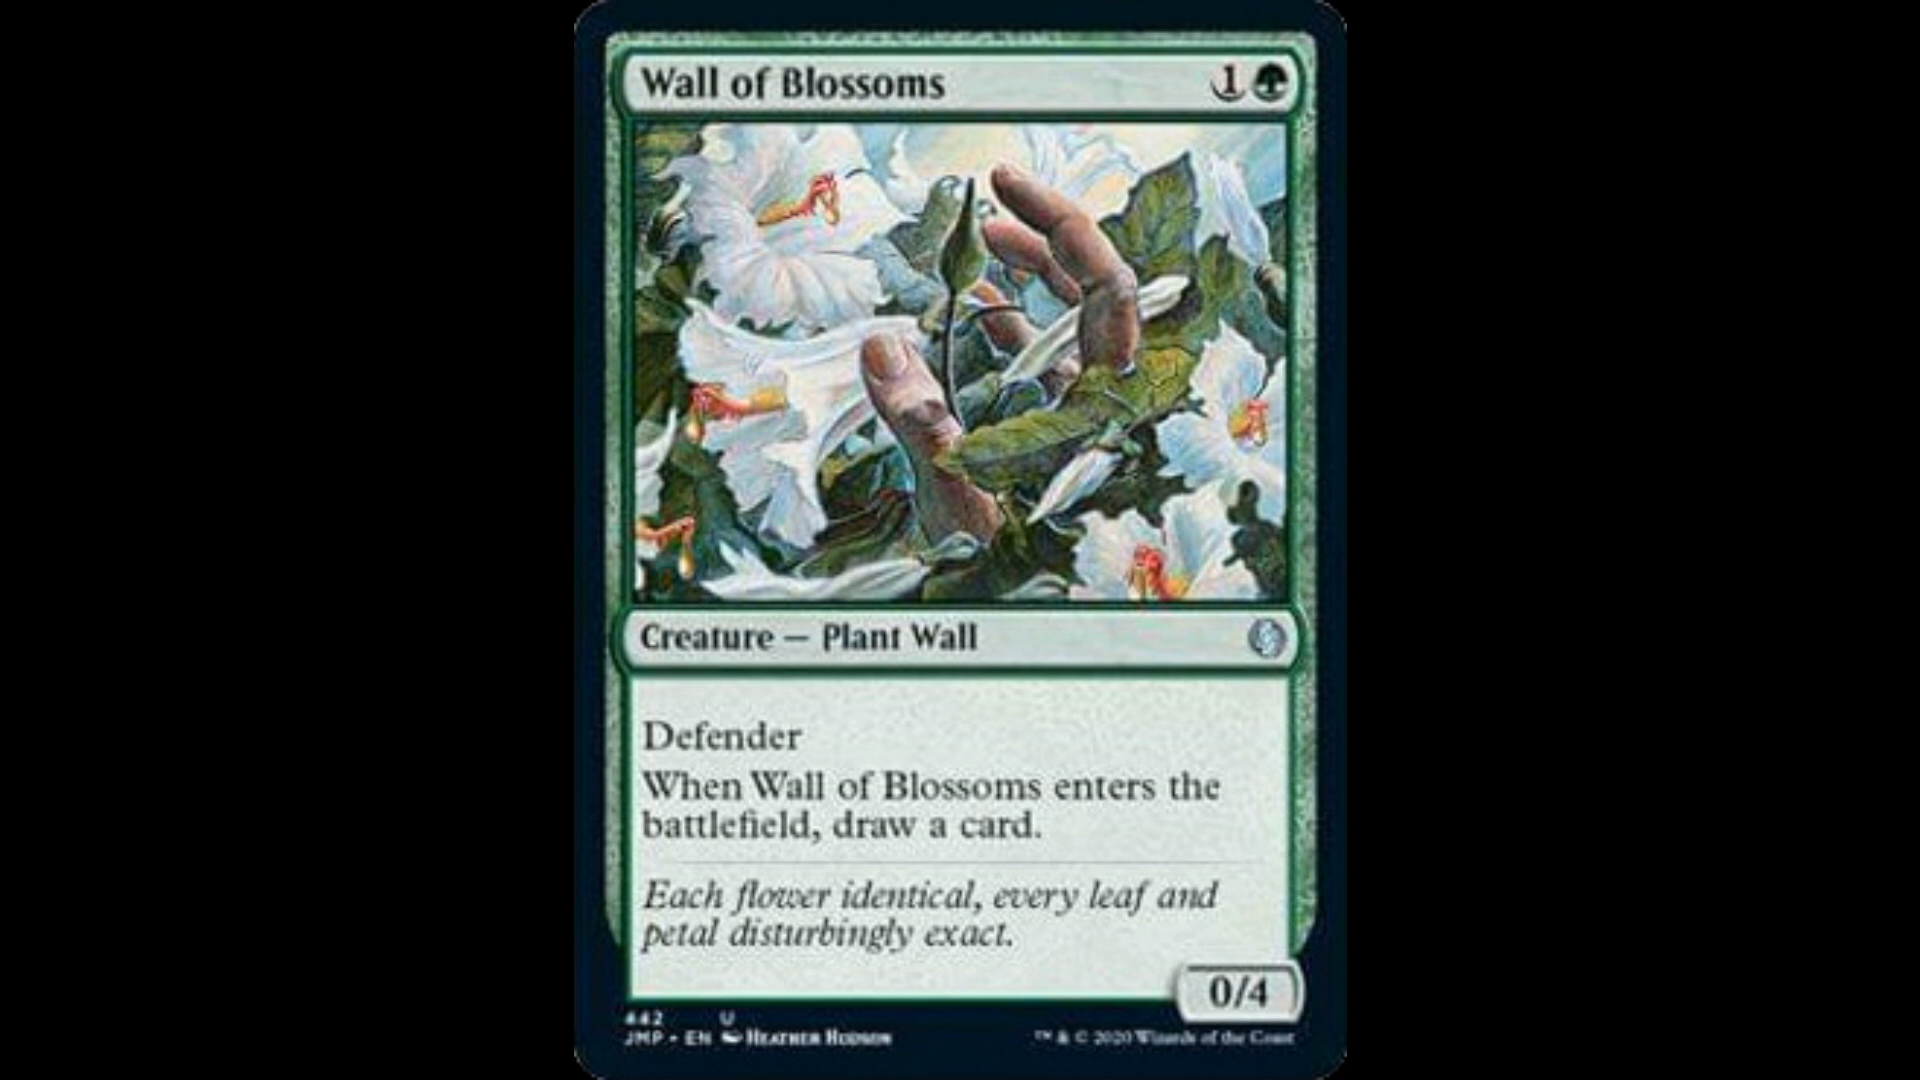 Wall of Blossoms
1
Creature — Plant Wall
Defender
When Wall of Blossoms enters the
battlefield, draw a card.
Each flower identical, every leaf and
petal disturbingly exact.
0/4
442 U
JMP • EN Heather Hudson
™ & © 2020 Wizards of the Coast